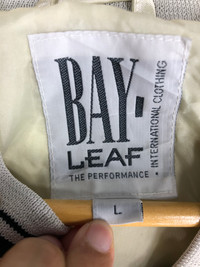 BAY-
LEAF
THE PERFORMANCE •
INTERNATIONAL CLOTHING
L